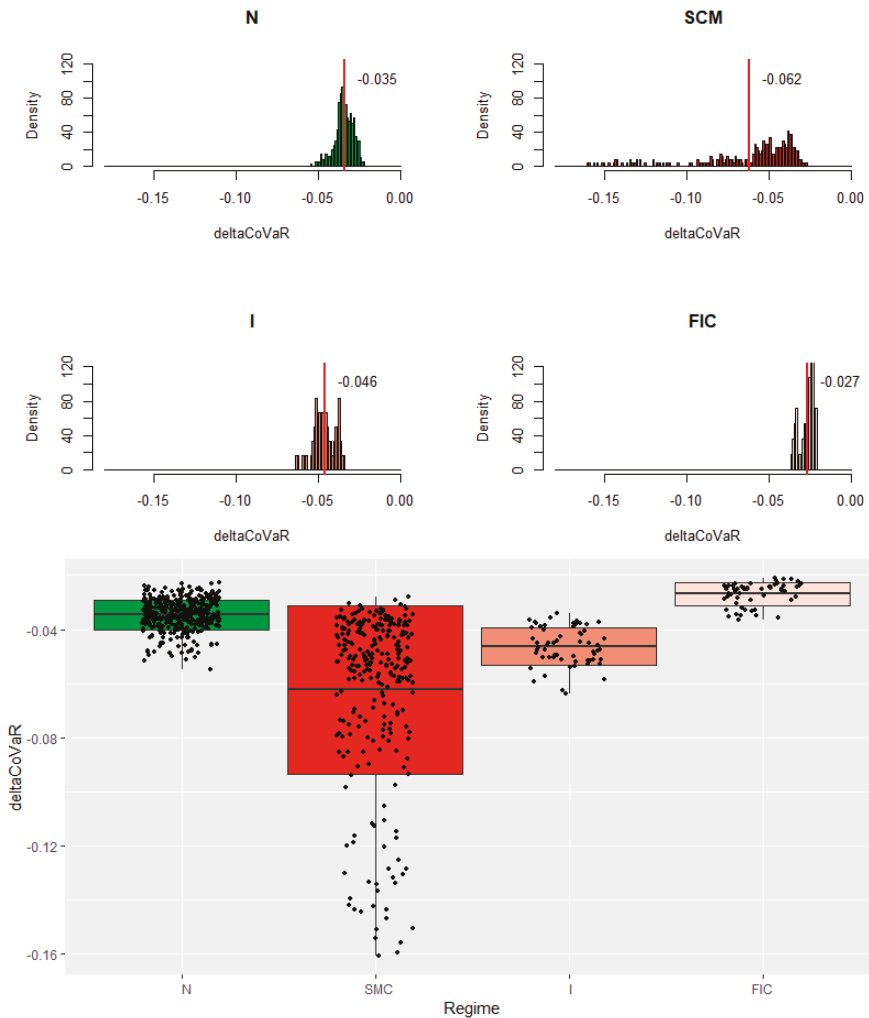 N
SCM
Density
0
40
80
120
-0.035
-0.15
-0.10
-0.05
0.00
deltaCoVaR
Density
0
40
80
120
-0.062
-0.15
-0.10
-0.05
0.00
deltaCoVaR
I
FIC
Density
0
40
80
120
-0.046
-0.15
-0.10
-0.05
0.00
deltaCoVaR
Density
0
40
80
120
-0.027
-0.15
-0.10
-0.05
0.00
deltaCoVaR
deltaCoVaR
-0.04
-0.08
-0.12
-0.16
N
SMC
I
FIC
Regime